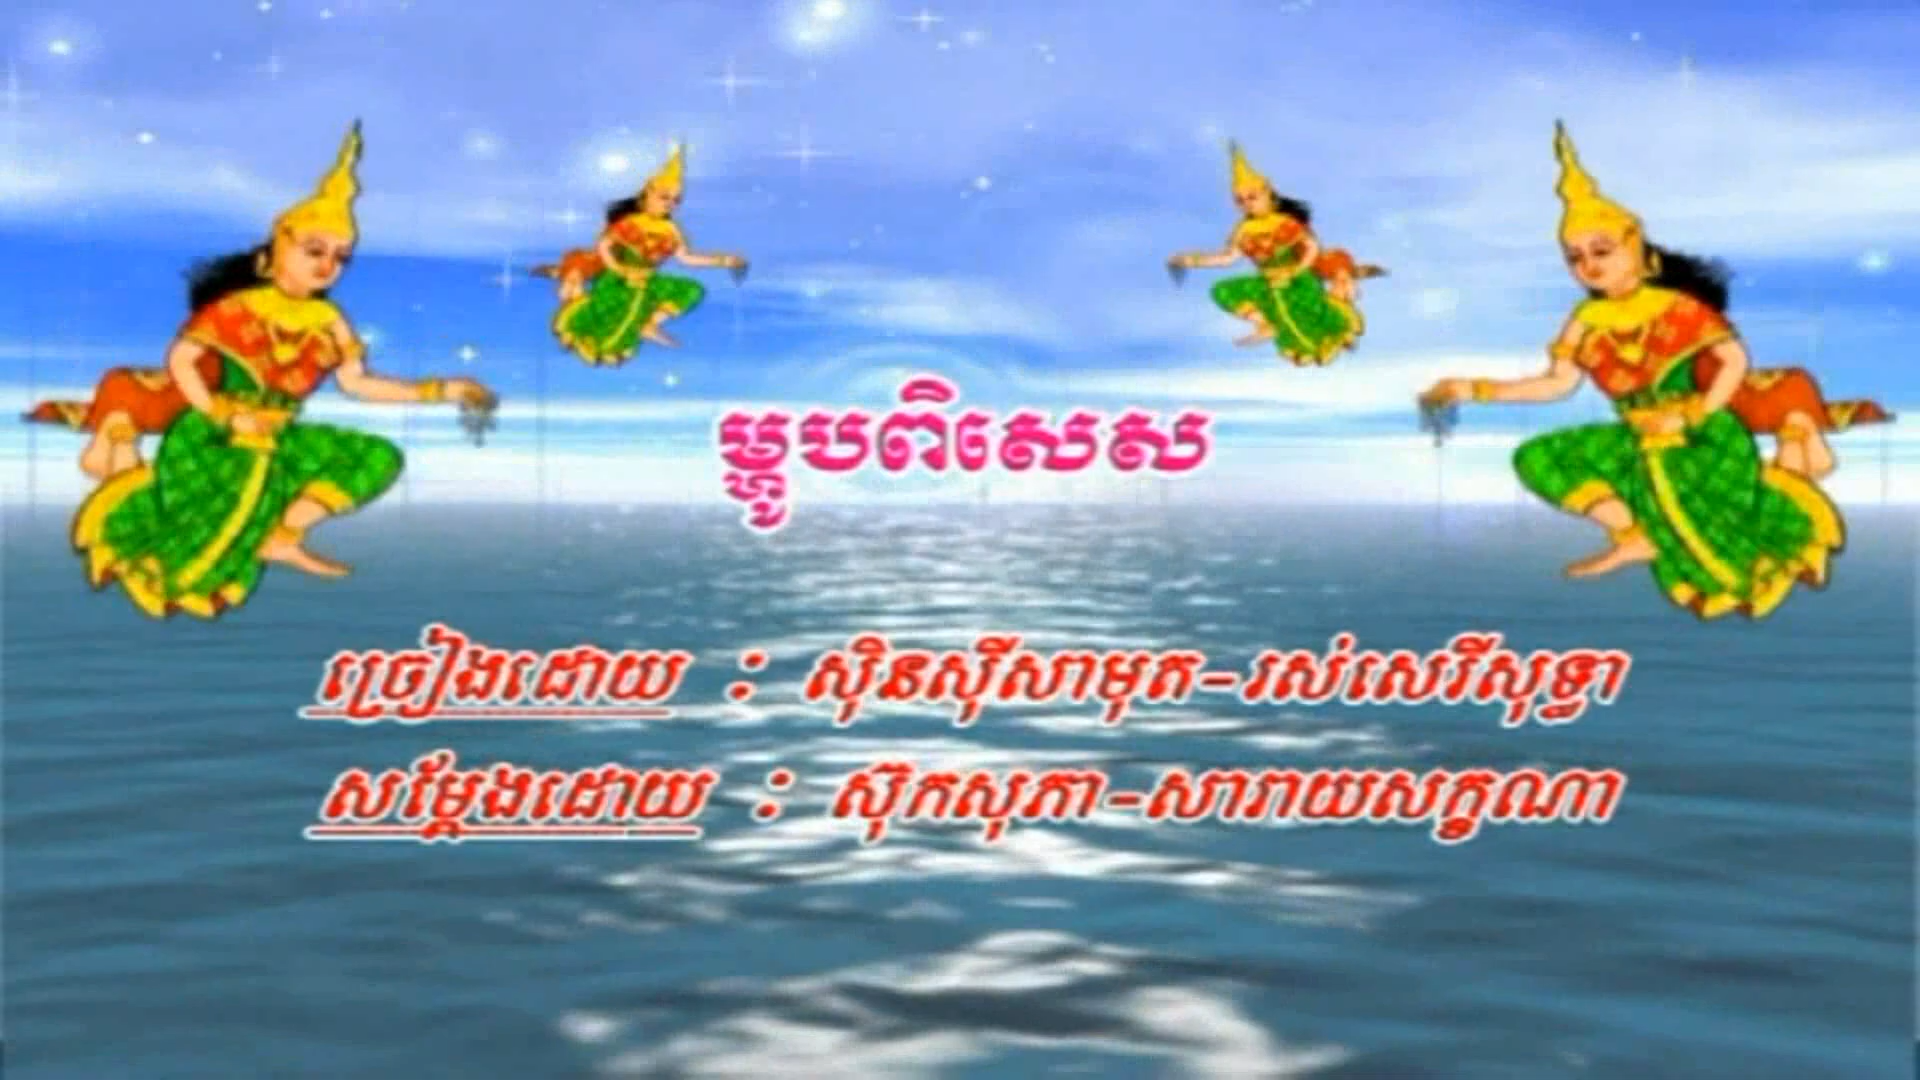 ម្ហូបពិសេស
ច្រៀងដោយ : ស៊ិនស៊ីសាមុត-រស់សេរីសុទ្ធា
សម្ដែងដោយ : ស៊ុកសុភា-សារាយសក្ខណា